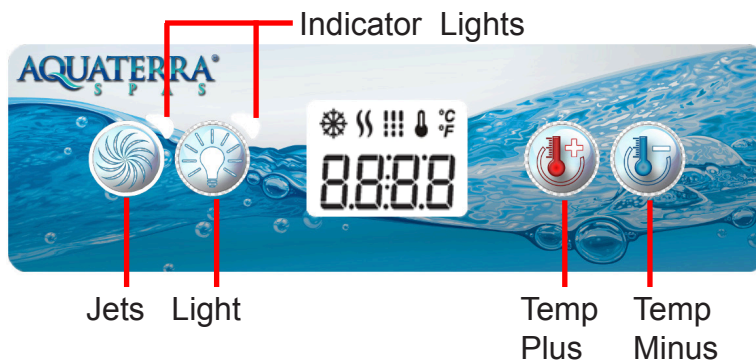 Indicator Lights
AQUATERRA®
SPAS
°C
°F
88:88
+
-
Jets Light
Temp Plus
Temp Minus